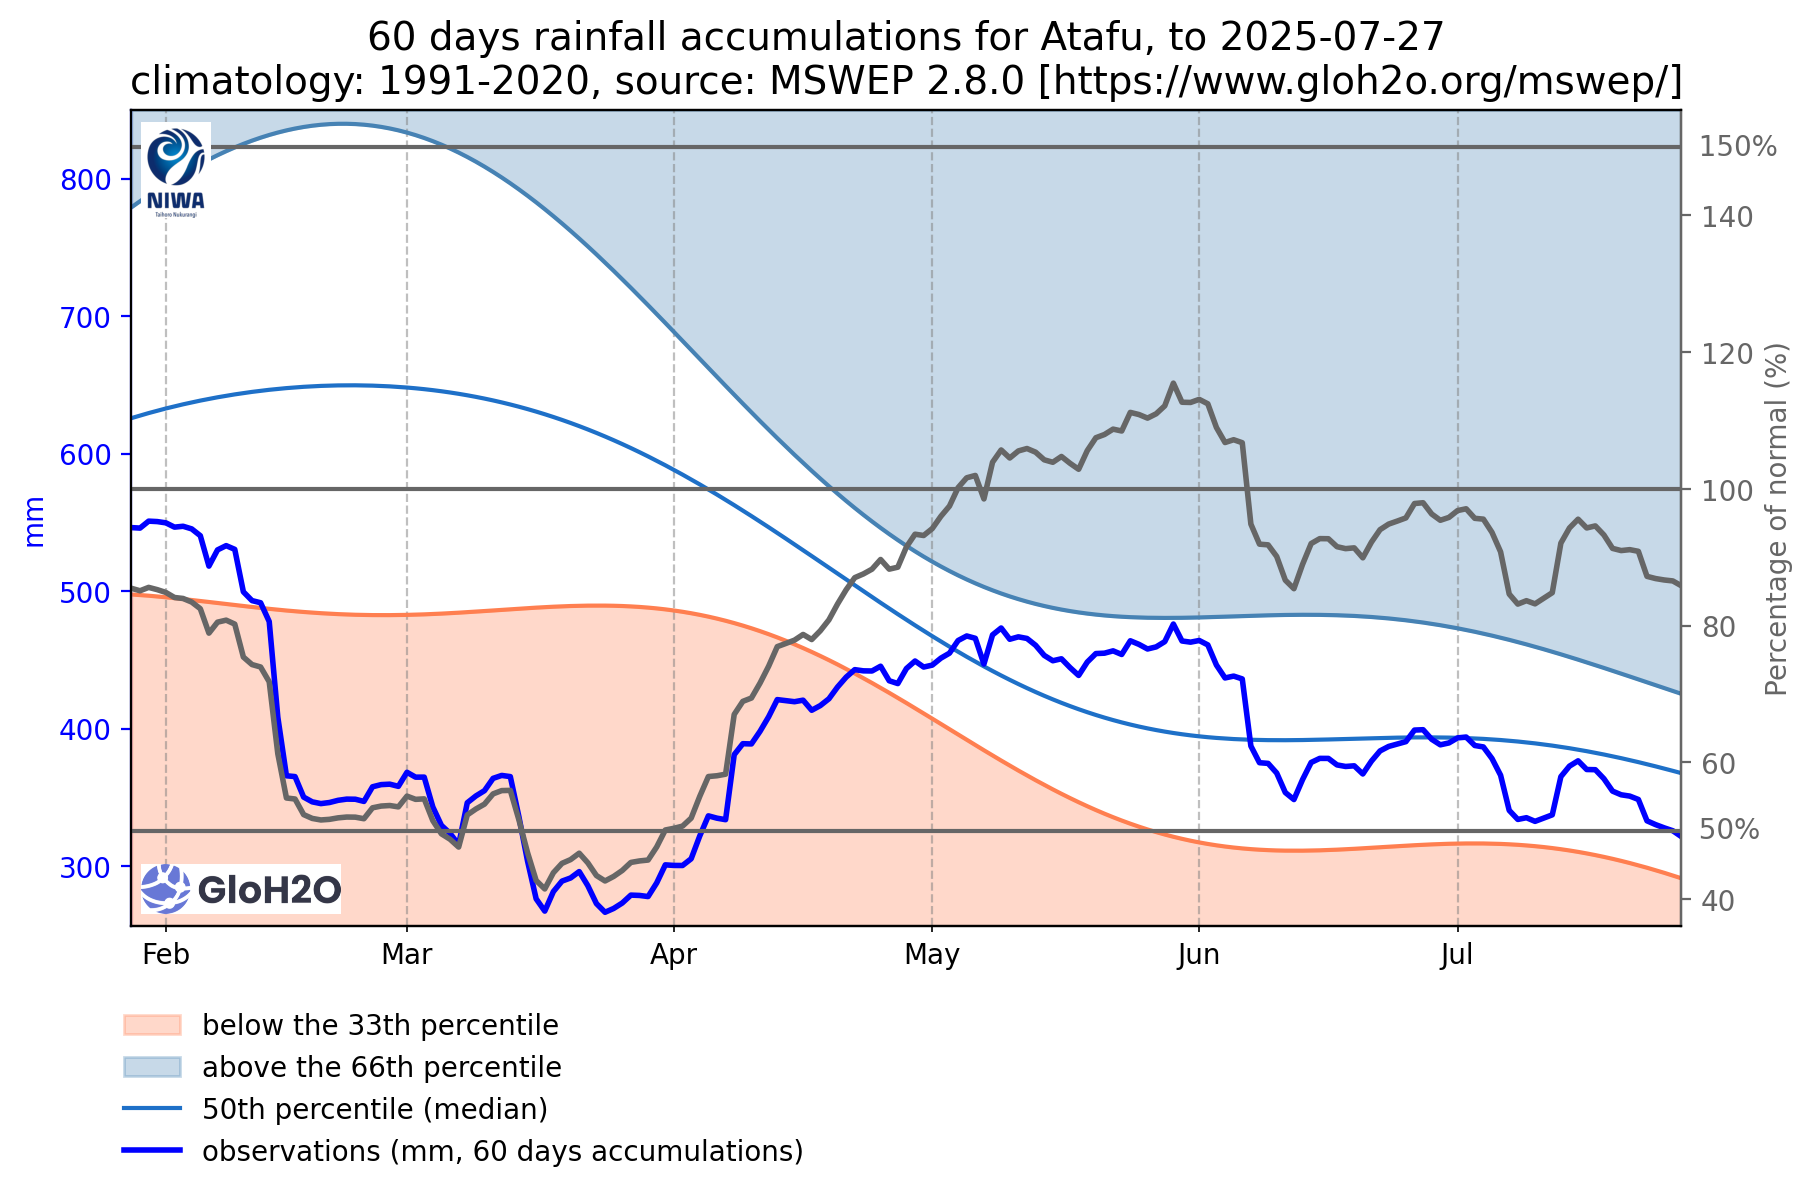 60 days rainfall accumulations for Atafu, to 2025-07-27
climatology: 1991-2020, source: MSWEP 2.8.0 [https://www.gloh2o.org/mswep/]
NIWA
Taihoro Nukurangi
800
700
600
500
400
300
mm
150%
140
120
100
80
60
50%
40
Percentage of normal (%)
GloH2O
Feb Mar Apr May Jun Jul
below the 33th percentile
above the 66th percentile
50th percentile (median)
observations (mm, 60 days accumulations)